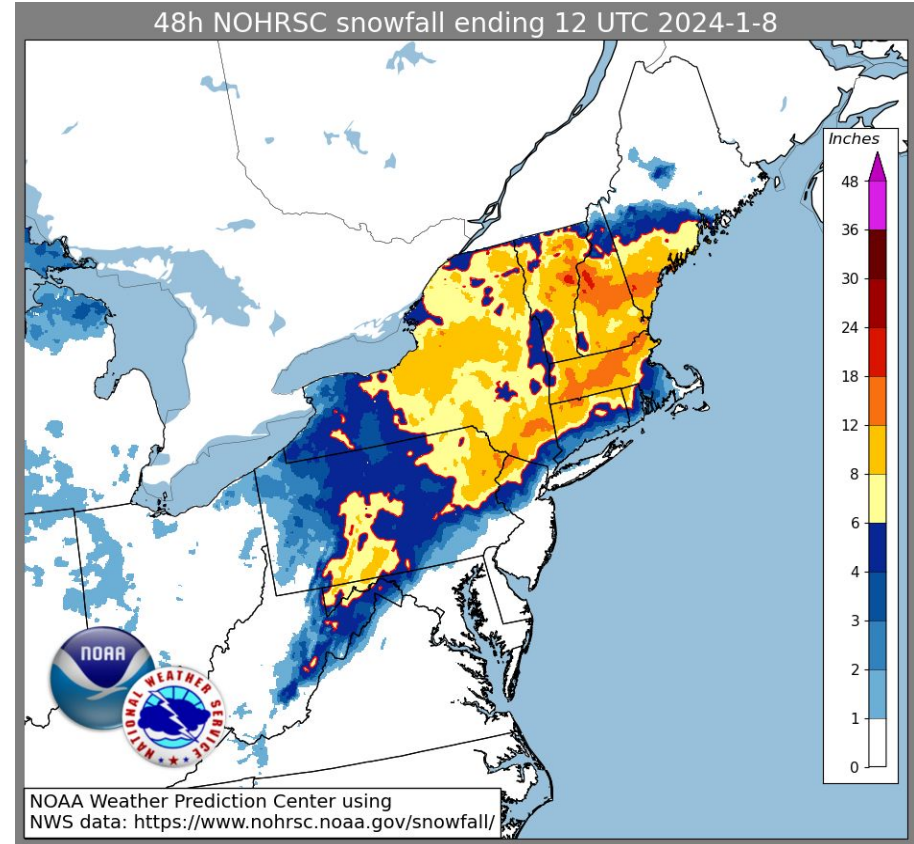 48h NOHRSC snowfall ending 12 UTC 2024-1-8
Inches
48
36
30
24
18
12
8
6
4
3
2
1
0
NOAA
NATIONAL WEATHER SERVICE
NOAA Weather Prediction Center using
NWS data: https://www.nohrsc.noaa.gov/snowfall/